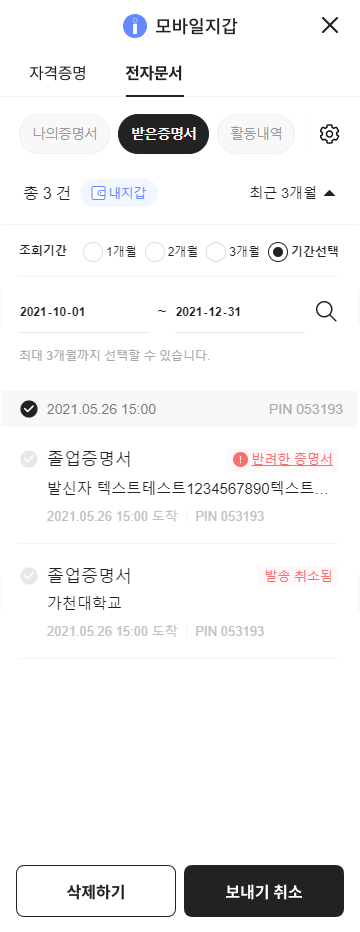 모바일지갑
자격증명 전자문서
나의증명서 받은증명서 활동내역
총 3 건 내지갑 최근 3개월
조회기간 1개월 2개월 3개월 기간선택
2021-10-01 ~ 2021-12-31
최대 3개월까지 선택할 수 있습니다.
2021.05.26 15:00 PIN 053193
졸업증명서 반려한 증명서
발신자 텍스트테스트1234567890텍스트...
2021.05.26 15:00 도착 PIN 053193
졸업증명서 발송 취소됨
가천대학교
2021.05.26 15:00 도착 PIN 053193
삭제하기 보내기 취소